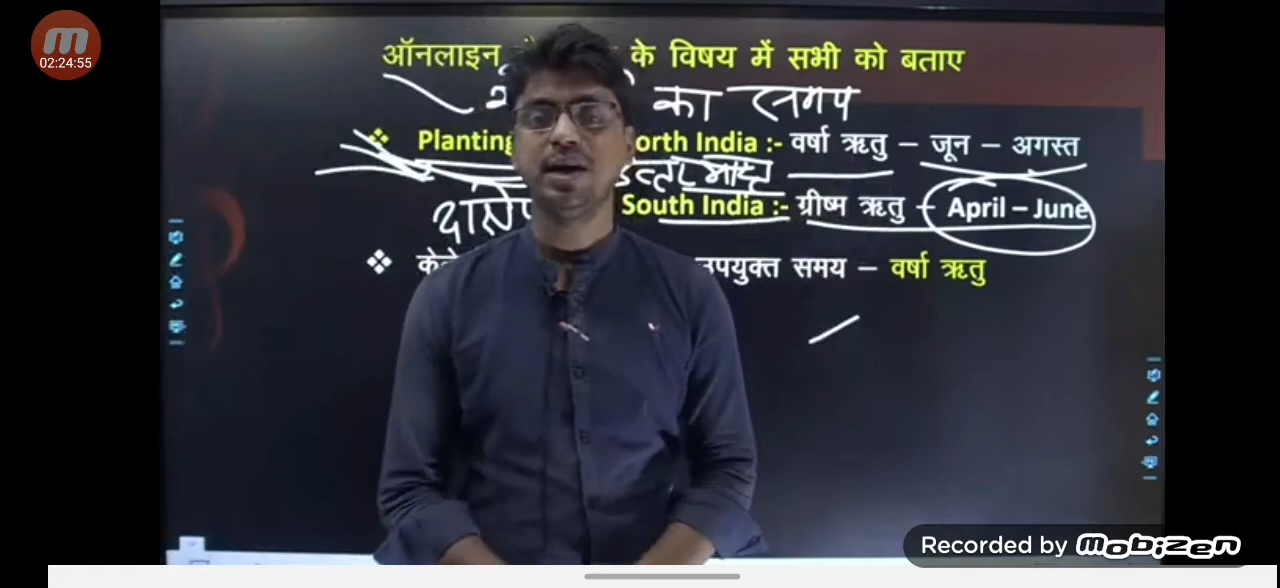 02:24:55
ऑनलाइन के विषय में सभी को बताए
का समय
Planting orth India :- वर्षा ऋतु – जून – अगस्त
South India :- ग्रीष्म ऋतु – April – June
उपयुक्त समय – वर्षा ऋतु
Recorded by mobizen